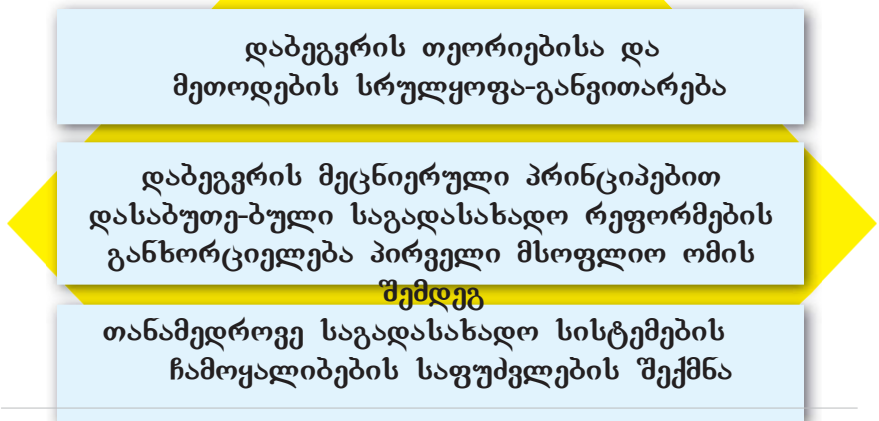 დაბეგვრის თეორიებისა და
მეთოდების სრულყოფა-განვითარება
დაბეგვრის მეცნიერული პრინციპებით
დასაბუთე-ბული საგადასახადო რეფორმების
განხორციელება პირველი მსოფლიო ომის
შემდეგ
თანამედროვე საგადასახადო სისტემების
ჩამოყალიბების საფუძვლების შექმნა